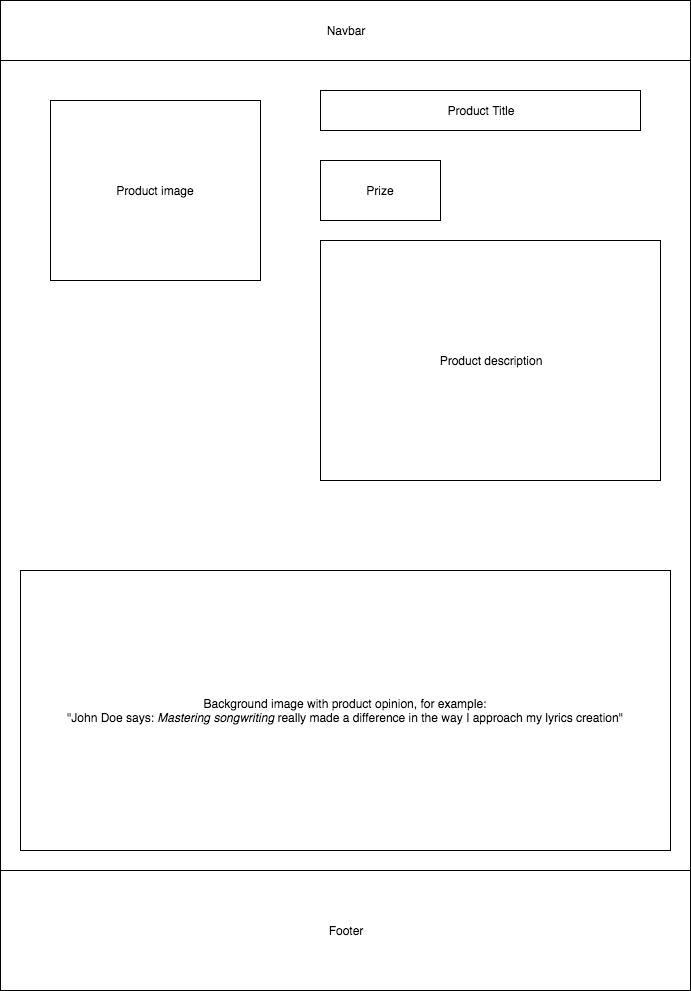 Navbar
Product Title
Product image
Prize
Product description
Background image with product opinion, for example:
"John Doe says: Mastering songwriting really made a difference in the way I approach my lyrics creation"
Footer